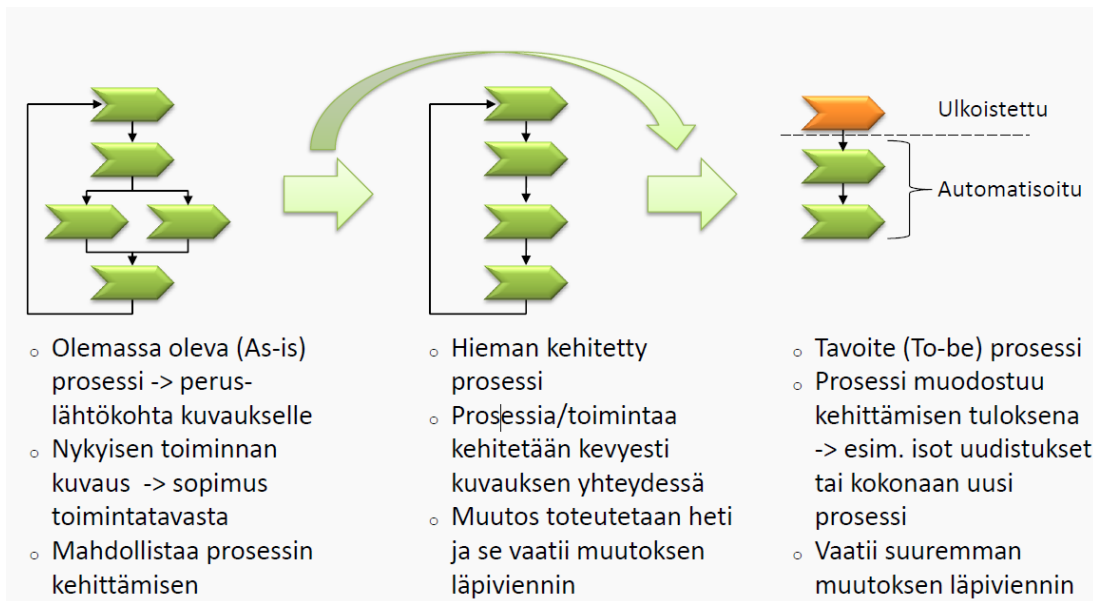 Ulkoistettu
Automatisoitu
○ Olemassa oleva (As-is)
prosessi -> perus-
lähtökohta kuvaukselle
○ Nykyisen toiminnan
kuvaus -> sopimus
toimintatavasta
○ Mahdollistaa prosessin
kehittämisen
○ Hieman kehitetty
prosessi
○ Prosessia/toimintaa
kehitetään kevyesti
kuvauksen yhteydessä
○ Muutos toteutetaan heti
ja se vaatii muutoksen
läpiviennin
○ Tavoite (To-be) prosessi
○ Prosessi muodostuu
kehittämisen tuloksena
-> esim. isot uudistukset
tai kokonaan uusi
prosessi
○ Vaatii suuremman
muutoksen läpiviennin